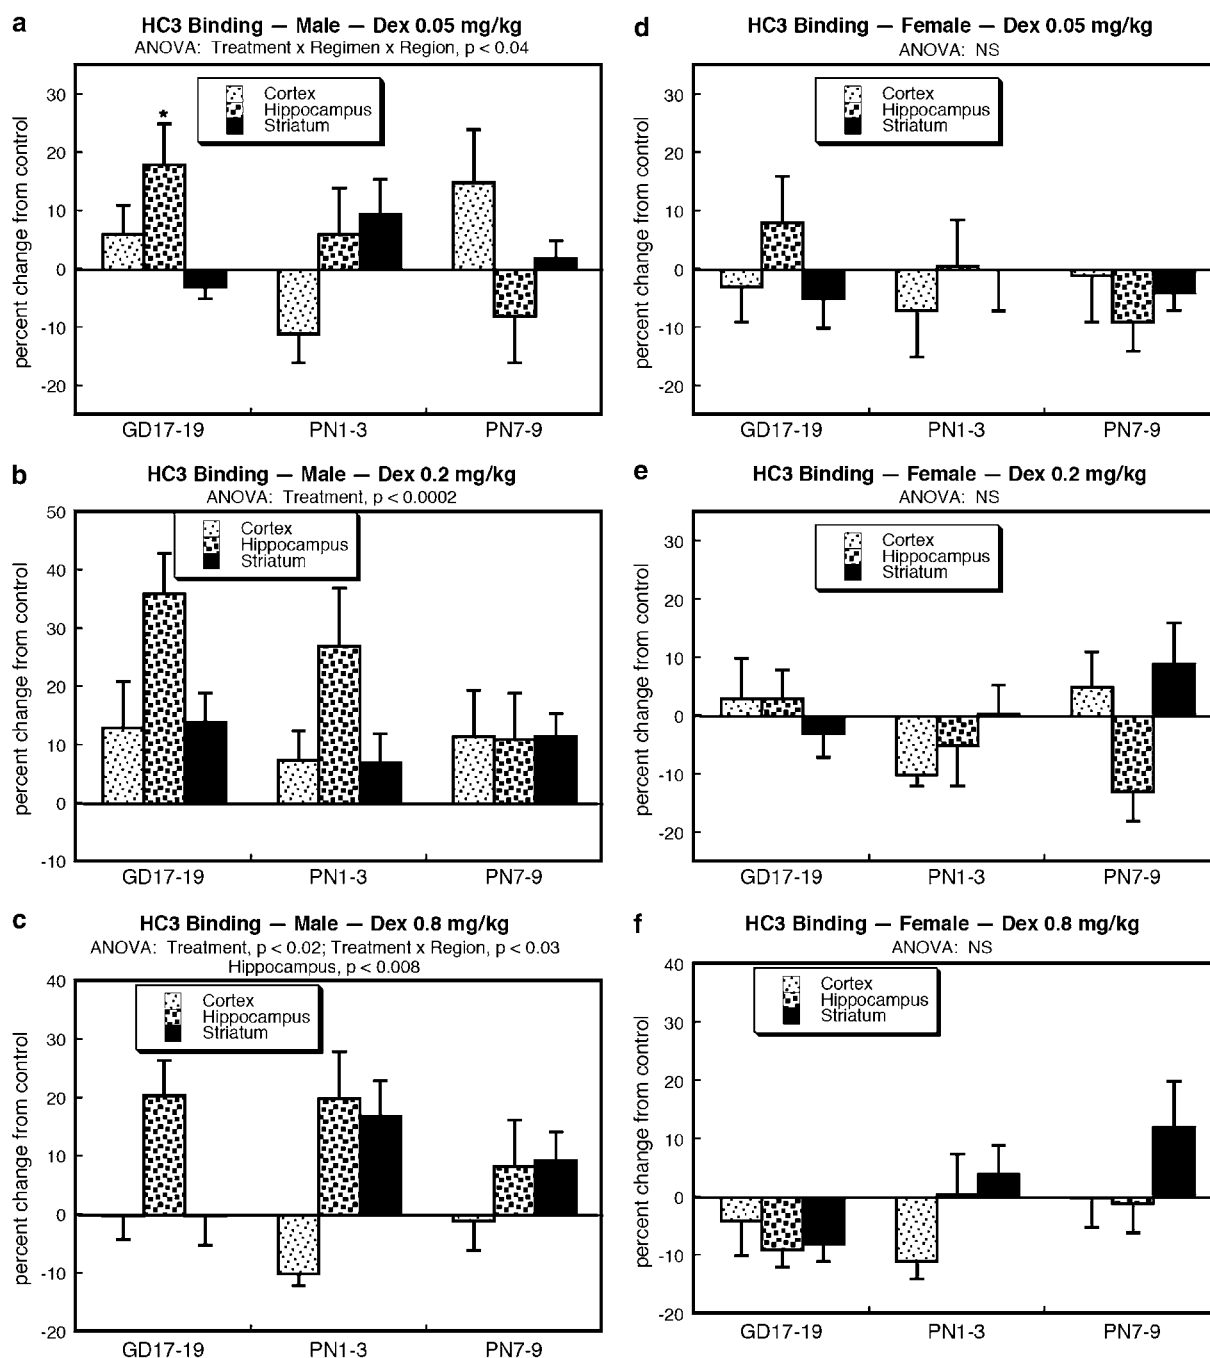 a
HC3 Binding — Male — Dex 0.05 mg/kg
ANOVA: Treatment x Regimen x Region, p < 0.04
percent change from control
30
20
10
0
-10
-20
Cortex
Hippocampus
Striatum
*
GD17-19 PN1-3 PN7-9
d
HC3 Binding — Female — Dex 0.05 mg/kg
ANOVA: NS
percent change from control
30
20
10
0
-10
-20
Cortex
Hippocampus
Striatum
GD17-19 PN1-3 PN7-9
b
HC3 Binding — Male — Dex 0.2 mg/kg
ANOVA: Treatment, p < 0.0002
percent change from control
50
40
30
20
10
0
-10
Cortex
Hippocampus
Striatum
GD17-19 PN1-3 PN7-9
e
HC3 Binding — Female — Dex 0.2 mg/kg
ANOVA: NS
percent change from control
30
20
10
0
-10
-20
Cortex
Hippocampus
Striatum
GD17-19 PN1-3 PN7-9
c
HC3 Binding — Male — Dex 0.8 mg/kg
ANOVA: Treatment, p < 0.02; Treatment x Region, p < 0.03
Hippocampus, p < 0.008
percent change from control
40
30
20
10
0
-10
-20
Cortex
Hippocampus
Striatum
GD17-19 PN1-3 PN7-9
f
HC3 Binding — Female — Dex 0.8 mg/kg
ANOVA: NS
percent change from control
40
30
20
10
0
-10
-20
Cortex
Hippocampus
Striatum
GD17-19 PN1-3 PN7-9